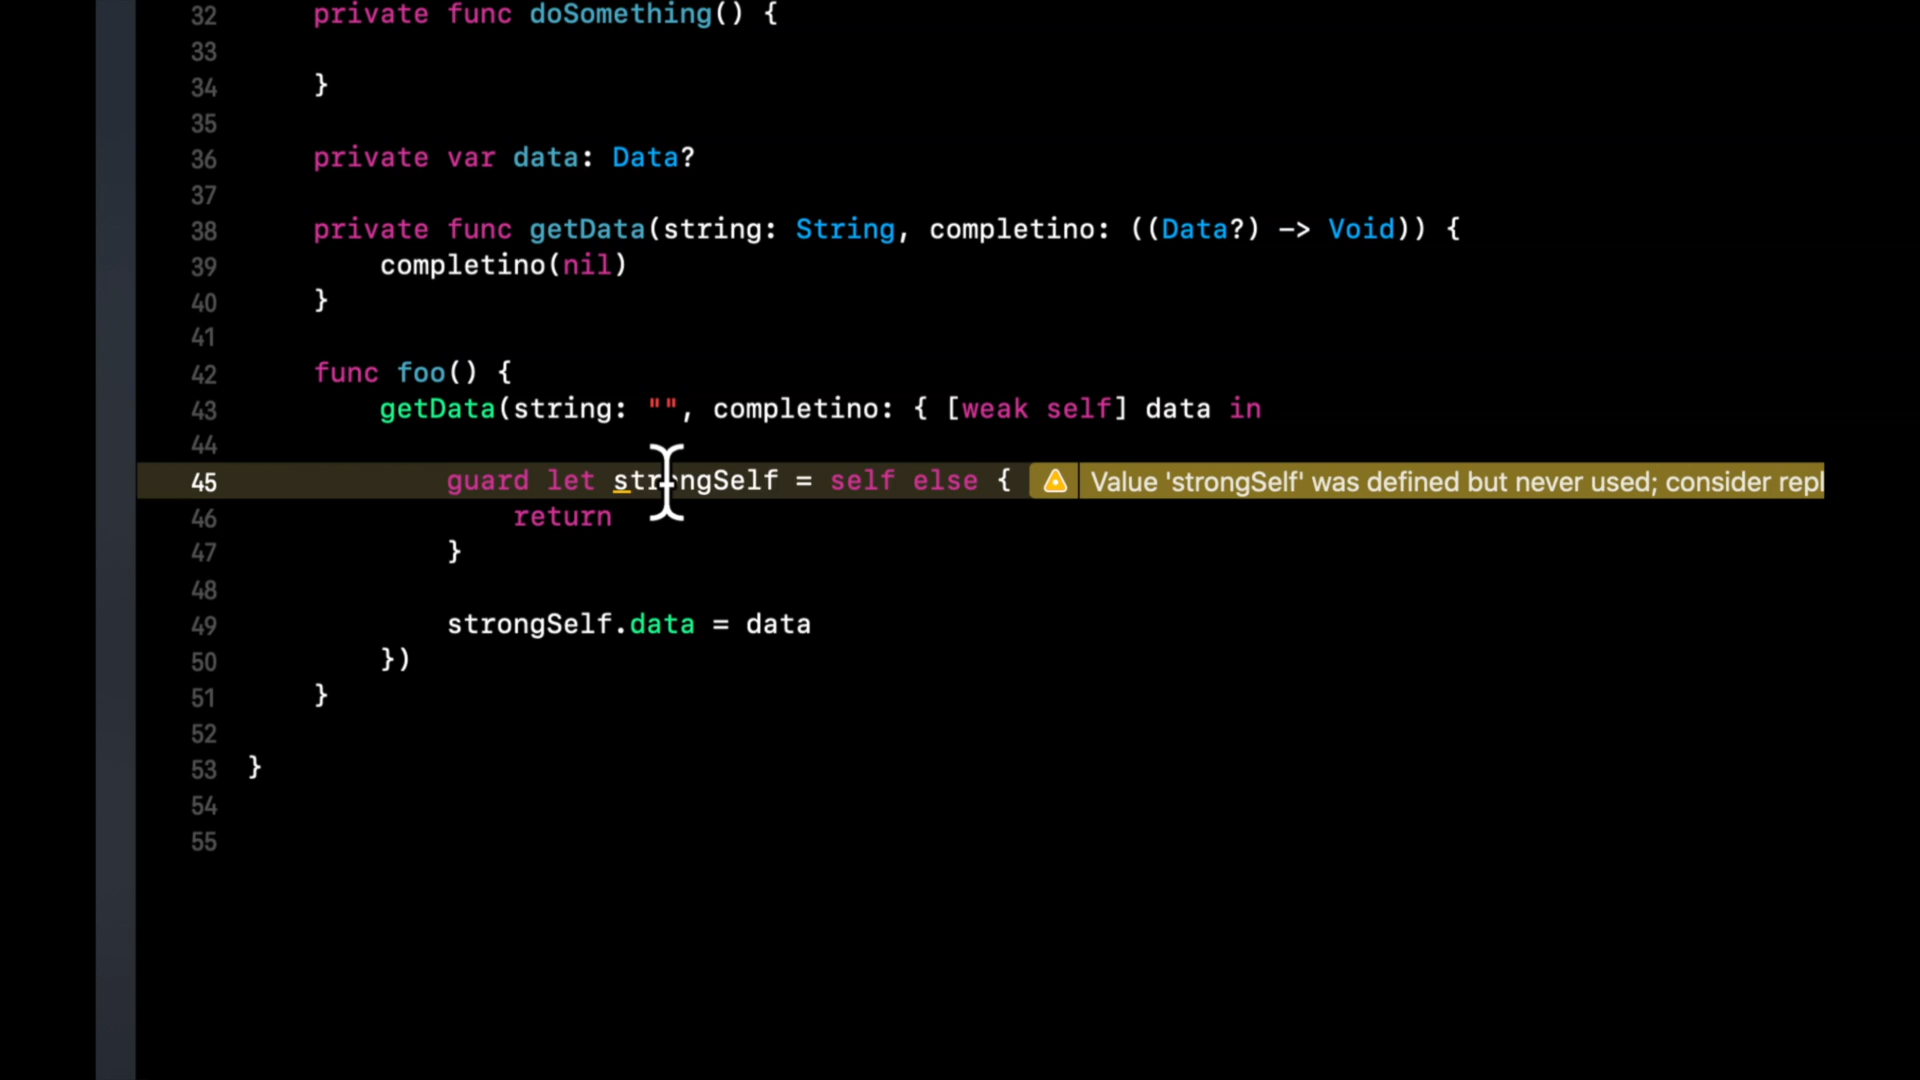 32 private func doSomething() {
33
34 }
35
36 private var data: Data?
37
38 private func getData(string: String, completino: ((Data?) -> Void)) {
39 completino(nil)
40 }
41
42 func foo() {
43 getData(string: "", completino: { [weak self] data in
44
45 guard let strongSelf = self else { Value 'strongSelf' was defined but never used; consider repl
46 return
47 }
48
49 strongSelf.data = data
50 })
51 }
52
53 }
54
55